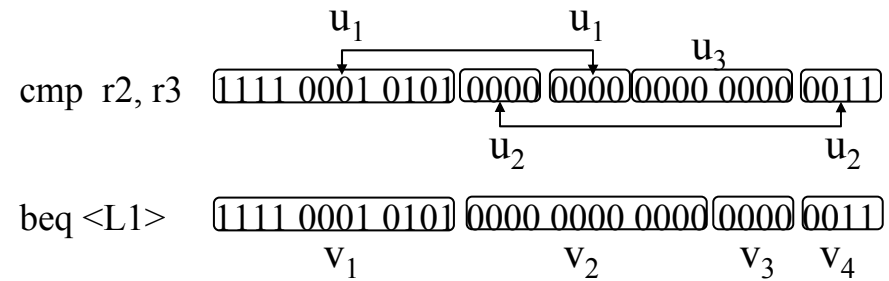 u1 u1
u3
cmp r2, r3 1111 0001 0101 0000 0000 0000 0000 0011
u2 u2
beq <L1> 1111 0001 0101 0000 0000 0000 0000 0011
v1 v2 v3 v4